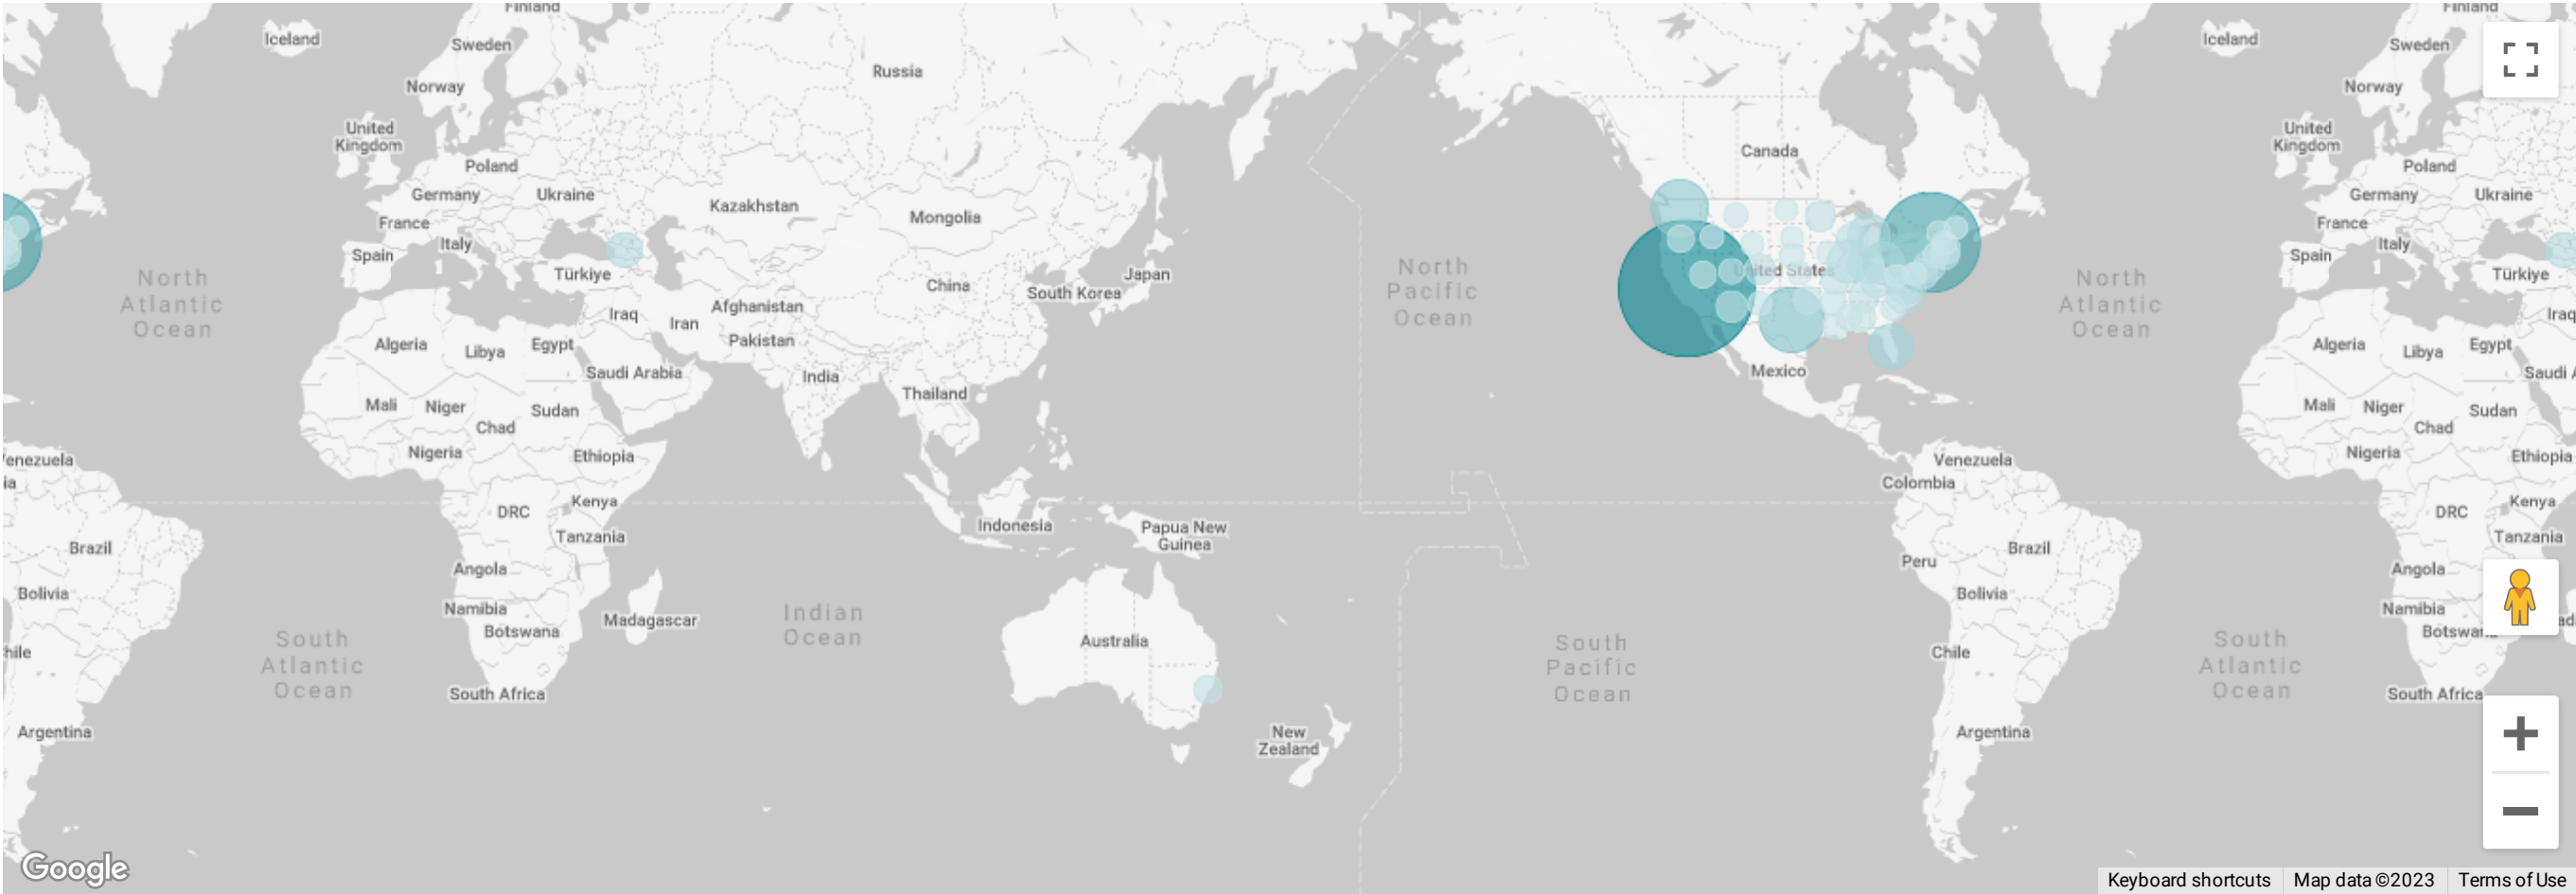 Finland
Finland
Iceland
Sweden
Iceland
Sweden
Russia
Norway
Norway
United
Kingdom
United
Kingdom
Canada
Poland
Poland
Germany
Ukraine
Germany
Ukraine
Kazakhstan
Mongolia
France
France
Italy
Italy
Spain
Spain
Türkiye
China
Japan
United States
Türkiye
North
Atlantic
Ocean
North
Pacific
Ocean
North
Atlantic
Ocean
South Korea
Afghanistan
Iraq
Iran
Iraq
Pakistan
Algeria
Libya
Egypt
Algeria
Libya
Egypt
Saudi Arabia
India
Mexico
Saudi A
Thailand
Mali
Niger
Sudan
Mali
Niger
Sudan
Chad
Chad
Nigeria
Ethiopia
Nigeria
Ethiopia
enezuela
Venezuela
ia
Colombia
Kenya
Kenya
DRC
DRC
Indonesia
Papua New
Guinea
Tanzania
Tanzania
Brazil
Brazil
Peru
Angola
Angola
Bolivia
Bolivia
Namibia
Namibia
Madagascar
ad
Botswana
Botswan
Indian
Ocean
Australia
South
Atlantic
Ocean
South
Pacific
Ocean
South
Atlantic
Ocean
hile
Chile
South Africa
South Africa
Argentina
New
Zealand
Argentina
Google
Keyboard shortcuts
Map data ©2023
Terms of Use